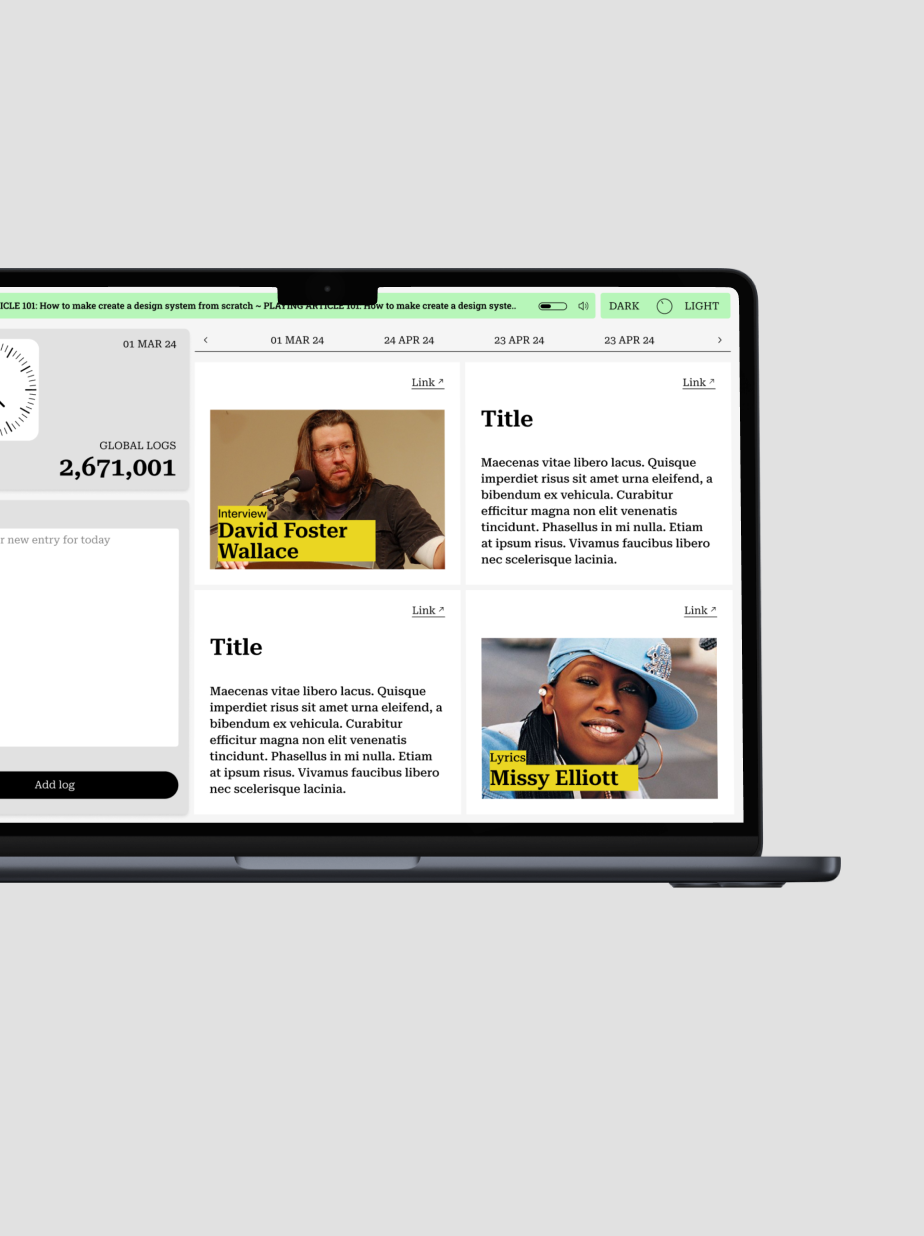 ICLE 101: How to make create a design system from scratch ~ PLAYING ARTICLE 101: How to make create a design syste..
DARK LIGHT
01 MAR 24
GLOBAL LOGS
2,671,001
r new entry for today
Add log
‹ 01 MAR 24 24 APR 24 23 APR 24 23 APR 24 ›
Link ↗
Interview
David Foster
Wallace
Link ↗
Title
Maecenas vitae libero lacus. Quisque
imperdiet risus sit amet urna eleifend, a
bibendum ex vehicula. Curabitur
efficitur magna non elit venenatis
tincidunt. Phasellus in mi nulla. Etiam
at ipsum risus. Vivamus faucibus libero
nec scelerisque lacinia.
Link ↗
Title
Maecenas vitae libero lacus. Quisque
imperdiet risus sit amet urna eleifend, a
bibendum ex vehicula. Curabitur
efficitur magna non elit venenatis
tincidunt. Phasellus in mi nulla. Etiam
at ipsum risus. Vivamus faucibus libero
nec scelerisque lacinia.
Link ↗
Lyrics
Missy Elliott